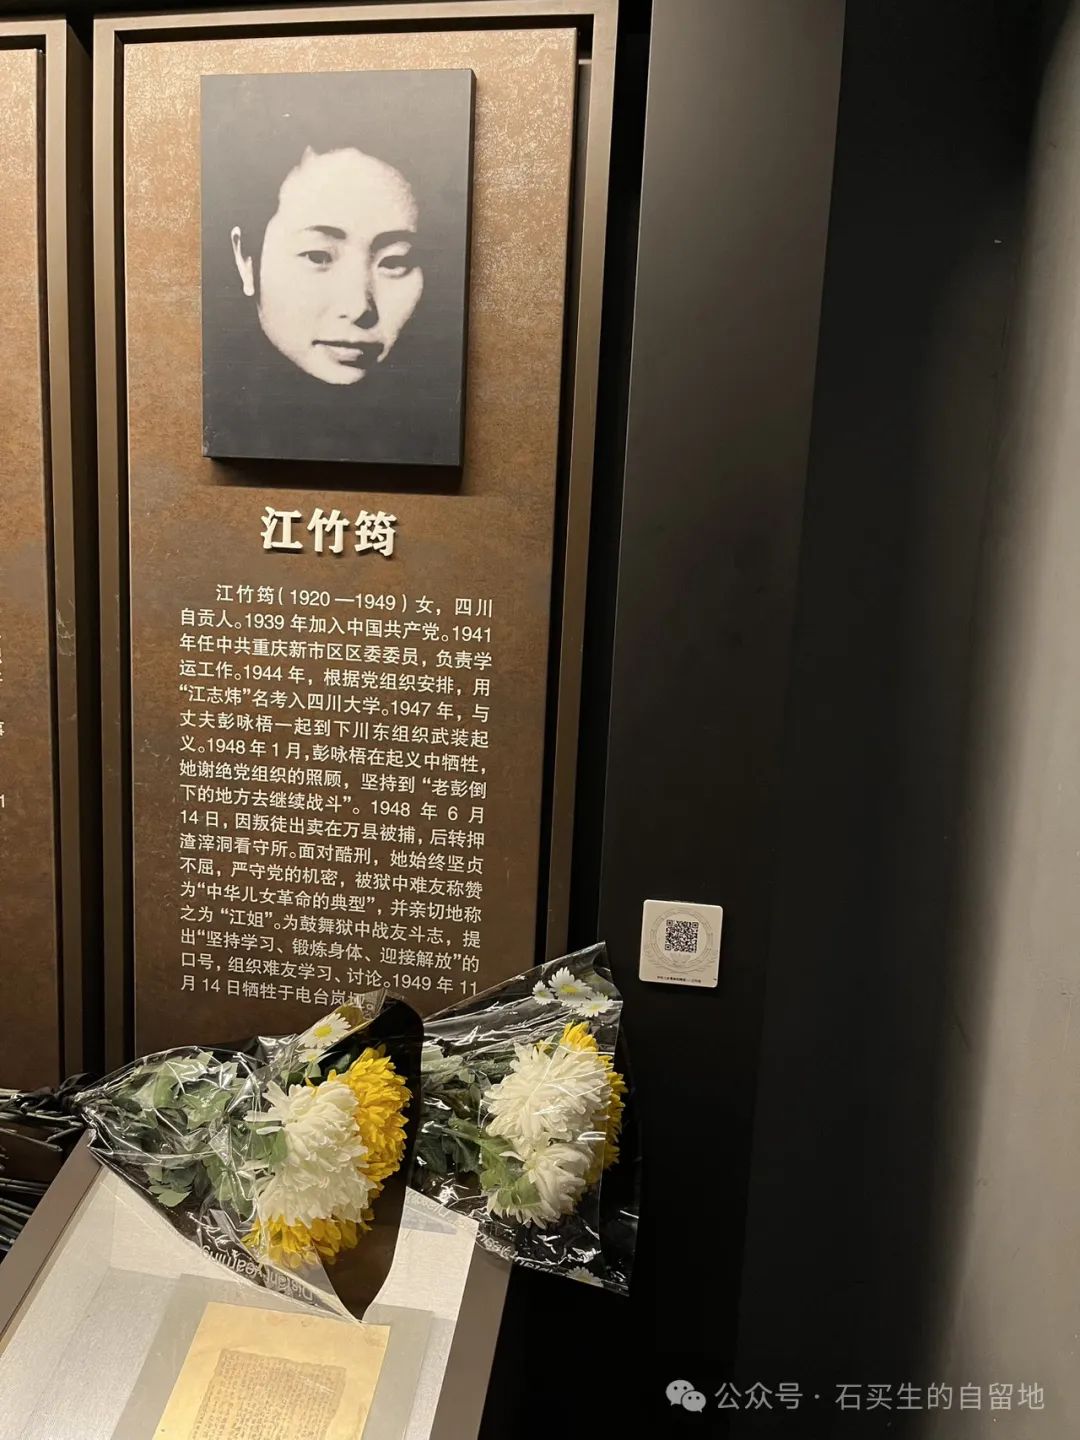 江竹筠
江竹筠（1920—1949）女，四川
自贡人。1939 年加入中国共产党。1941
年任中共重庆新市区区委委员，负责学
运工作。1944 年，根据党组织安排，用
“江志炜”名考入四川大学。1947 年，与
丈夫彭咏梧一起到下川东组织武装起
义。1948 年 1 月，彭咏梧在起义中牺牲，
她谢绝党组织的照顾，坚持到“老彭倒
下的地方去继续战斗”。1948 年 6 月
14 日，因叛徒出卖在万县被捕，后转押
渣滓洞看守所。面对酷刑，她始终坚贞
不屈，严守党的机密，被狱中难友称赞
为“中华儿女革命的典型”，并亲切地称
之为“江姐”。为鼓舞狱中战友斗志，提
出“坚持学习、锻炼身体、迎接解放”的
口号，组织难友学习、讨论。1949 年 11
月 14 日牺牲于电台岚垭。
Distant yearning
公众号 · 石买生的自留地